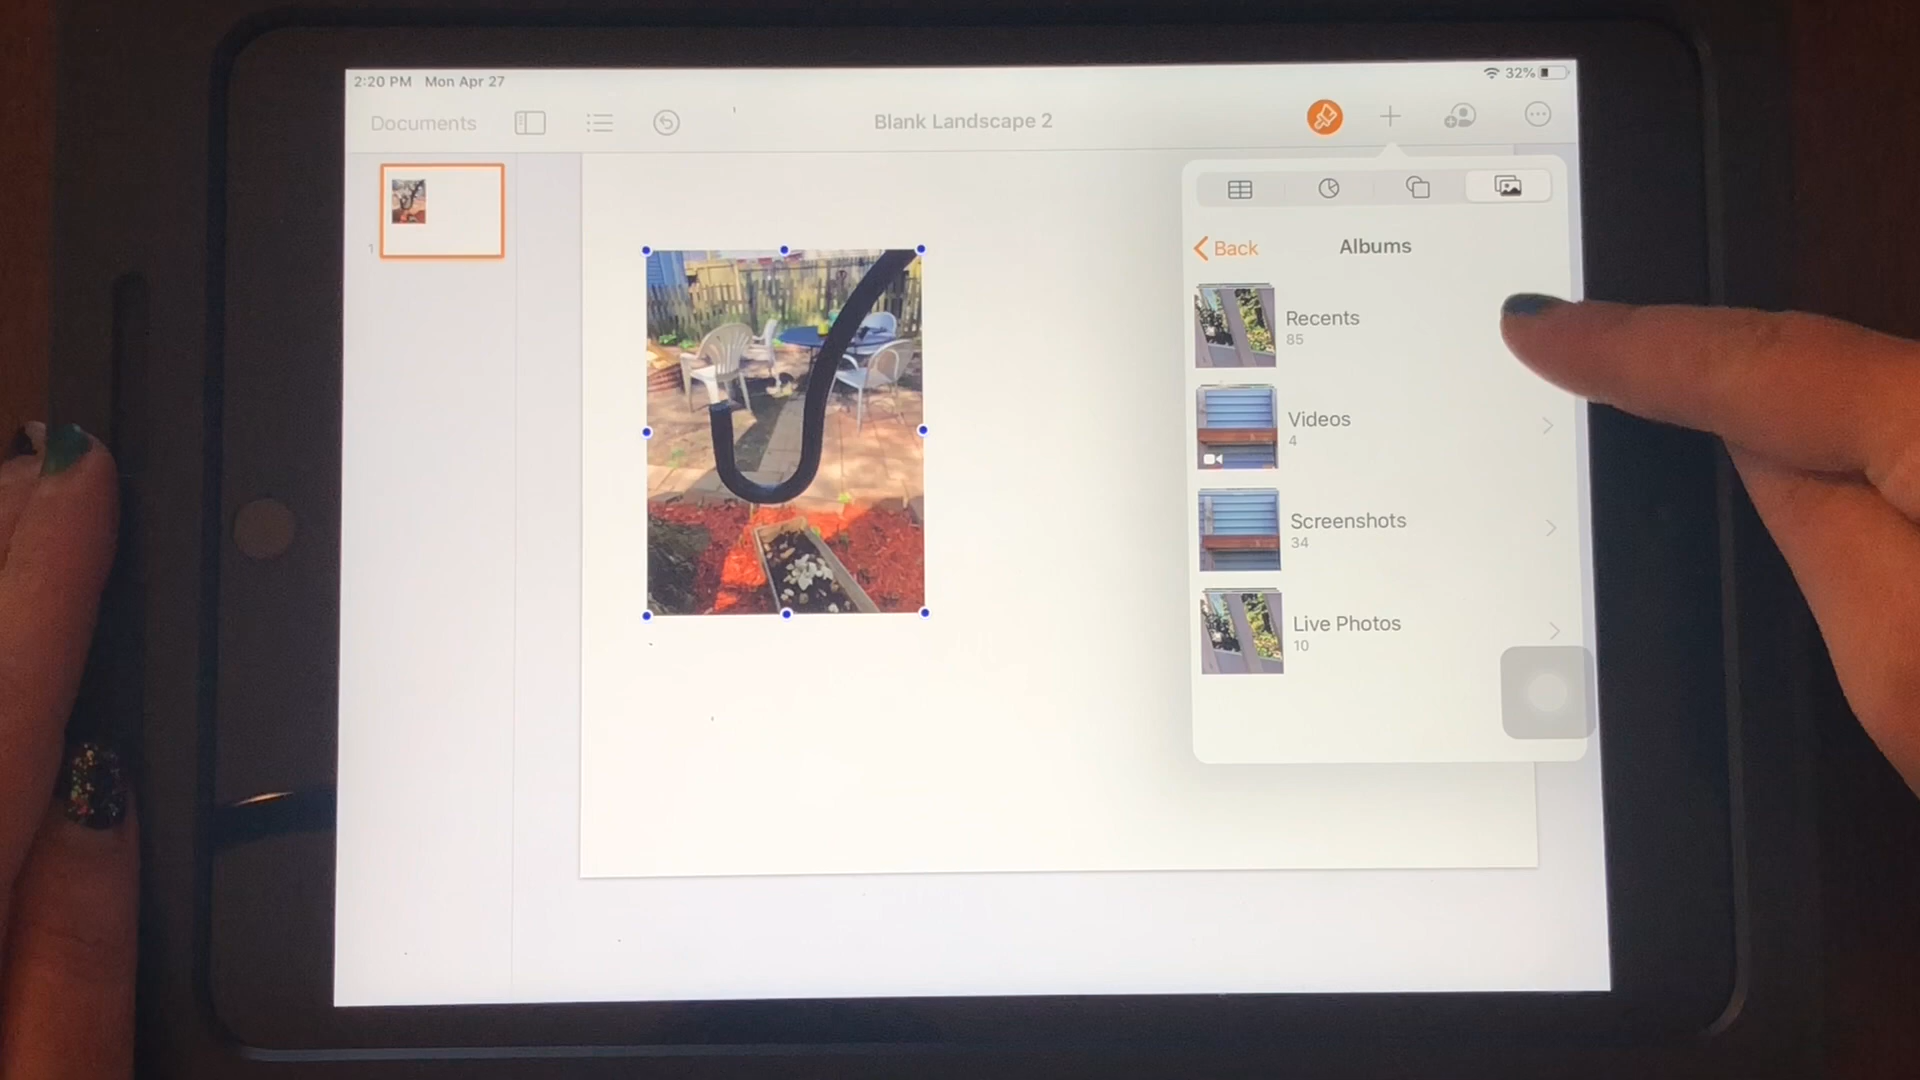 2:20 PM Mon Apr 27
32%
Documents
Blank Landscape 2
1
Back
Albums
Recents
85
Videos
4
Screenshots
34
Live Photos
10